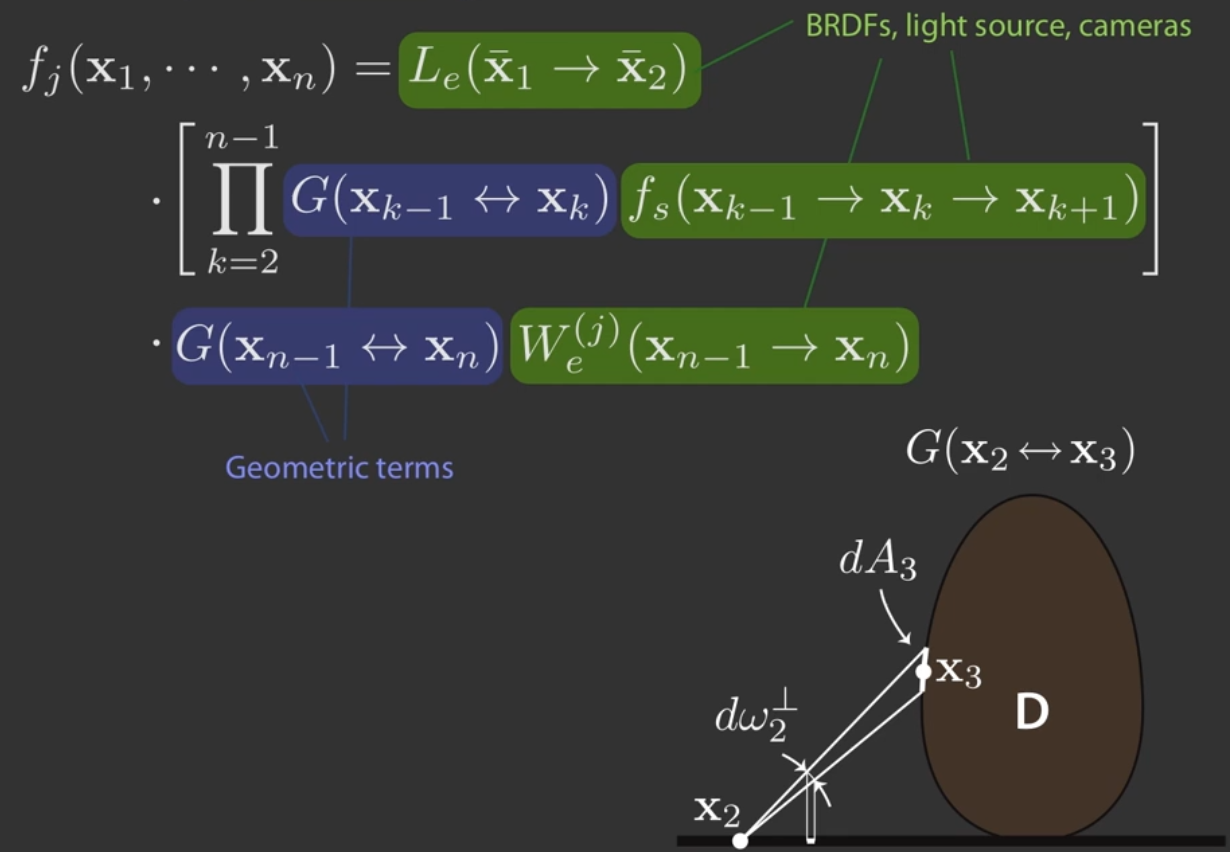 BRDFs, light source, cameras
f_j(x_1, ⋯ , x_n) = L_e(x̄_1 → x̄_2)
· [ ∏_{k=2}^{n−1} G(x_{k−1} ↔ x_k) f_s(x_{k−1} → x_k → x_{k+1}) ]
· G(x_{n−1} ↔ x_n) W_e^{(j)}(x_{n−1} → x_n)
Geometric terms
G(x_2 ↔ x_3)
dA_3
x_3
D
dω_2^⊥
x_2